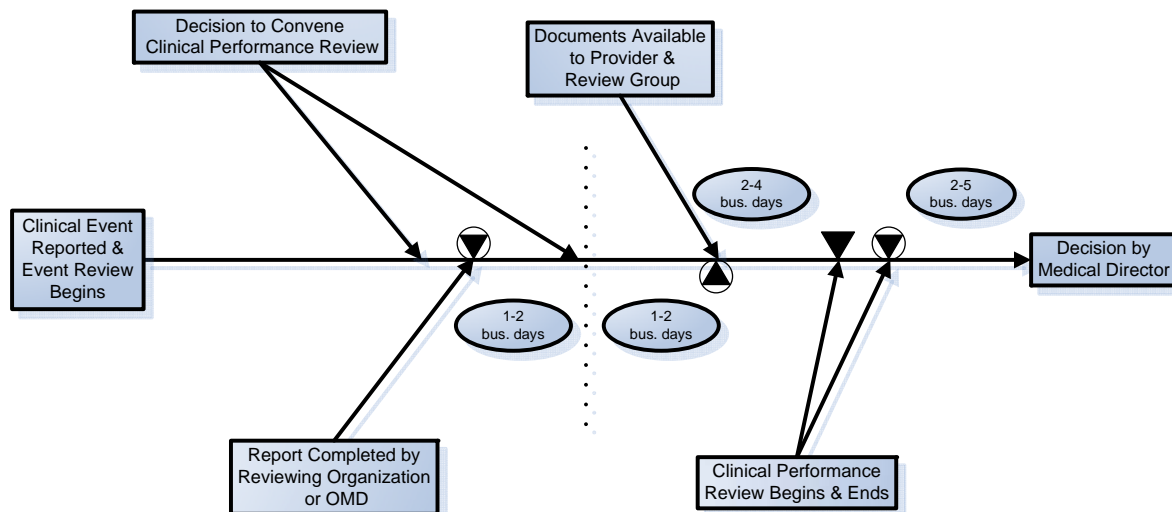 Decision to Convene
Clinical Performance Review
Documents Available
to Provider &
Review Group
2-4
bus. days
2-5
bus. days
Clinical Event
Reported &
Event Review
Begins
Decision by
Medical Director
1-2
bus. days
1-2
bus. days
Report Completed by
Reviewing Organization
or OMD
Clinical Performance
Review Begins & Ends